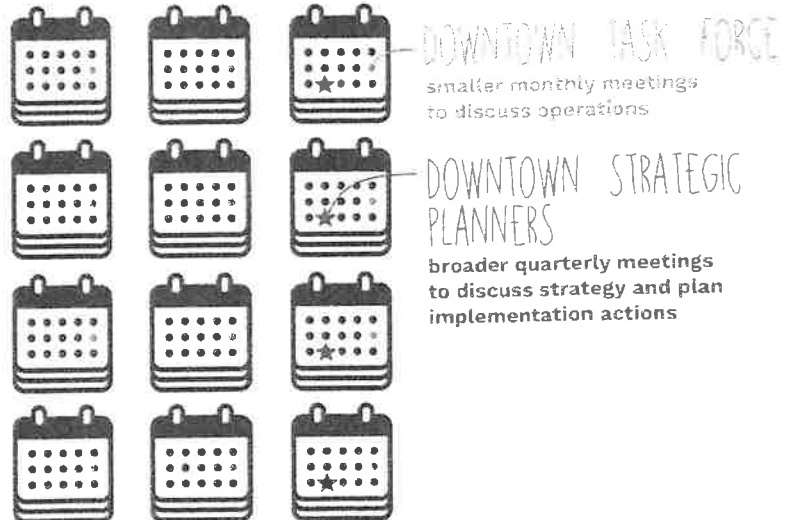 DOWNTOWN TASK FORCE
smaller monthly meetings
to discuss operations
DOWNTOWN STRATEGIC
PLANNERS
broader quarterly meetings
to discuss strategy and plan
implementation actions